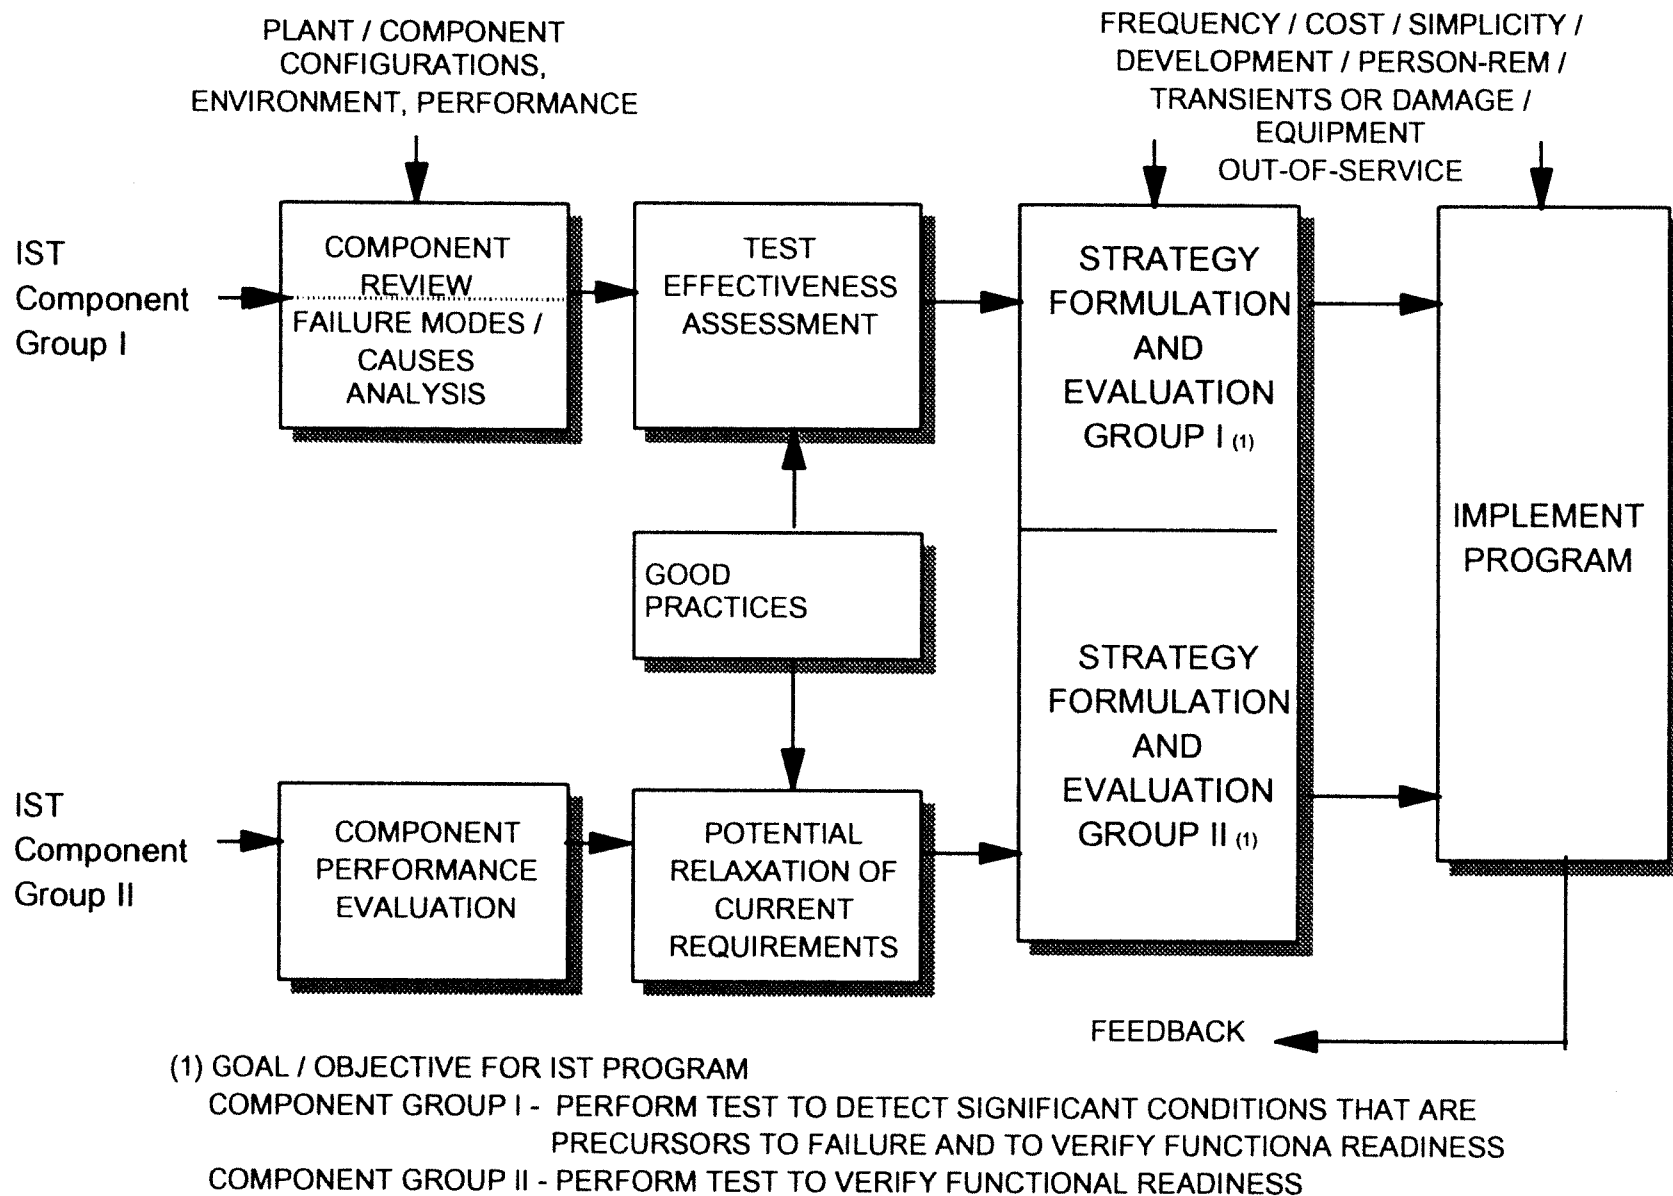 PLANT / COMPONENT
CONFIGURATIONS,
ENVIRONMENT, PERFORMANCE
FREQUENCY / COST / SIMPLICITY /
DEVELOPMENT / PERSON-REM /
TRANSIENTS OR DAMAGE /
EQUIPMENT
OUT-OF-SERVICE
IST
Component
Group I
COMPONENT
REVIEW
FAILURE MODES /
CAUSES
ANALYSIS
TEST
EFFECTIVENESS
ASSESSMENT
STRATEGY
FORMULATION
AND
EVALUATION
GROUP I (1)
IMPLEMENT
PROGRAM
GOOD
PRACTICES
IST
Component
Group II
COMPONENT
PERFORMANCE
EVALUATION
POTENTIAL
RELAXATION OF
CURRENT
REQUIREMENTS
STRATEGY
FORMULATION
AND
EVALUATION
GROUP II (1)
FEEDBACK
(1) GOAL / OBJECTIVE FOR IST PROGRAM
COMPONENT GROUP I - PERFORM TEST TO DETECT SIGNIFICANT CONDITIONS THAT ARE
PRECURSORS TO FAILURE AND TO VERIFY FUNCTIONA READINESS
COMPONENT GROUP II - PERFORM TEST TO VERIFY FUNCTIONAL READINESS